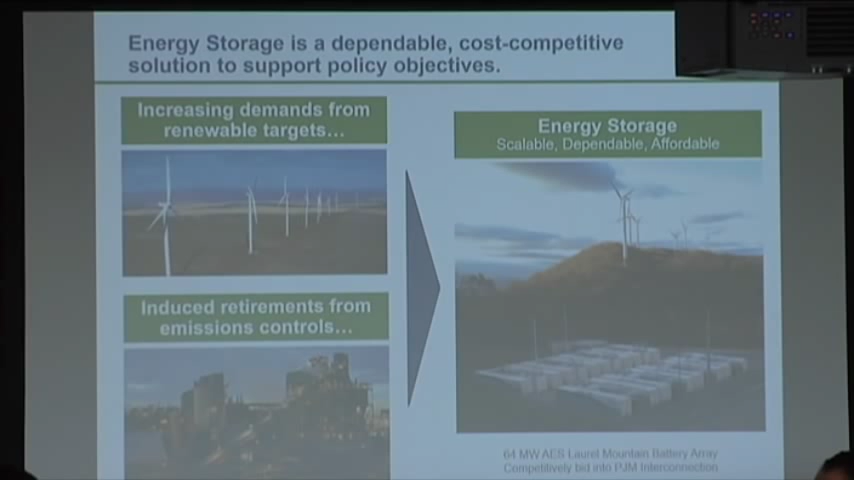 Energy Storage is a dependable, cost-competitive
solution to support policy objectives.
Increasing demands from
renewable targets...
Energy Storage
Scalable, Dependable, Affordable
Induced retirements from
emissions controls...
64 MW AES Laurel Mountain Battery Array
Competitively bid into PJM Interconnection